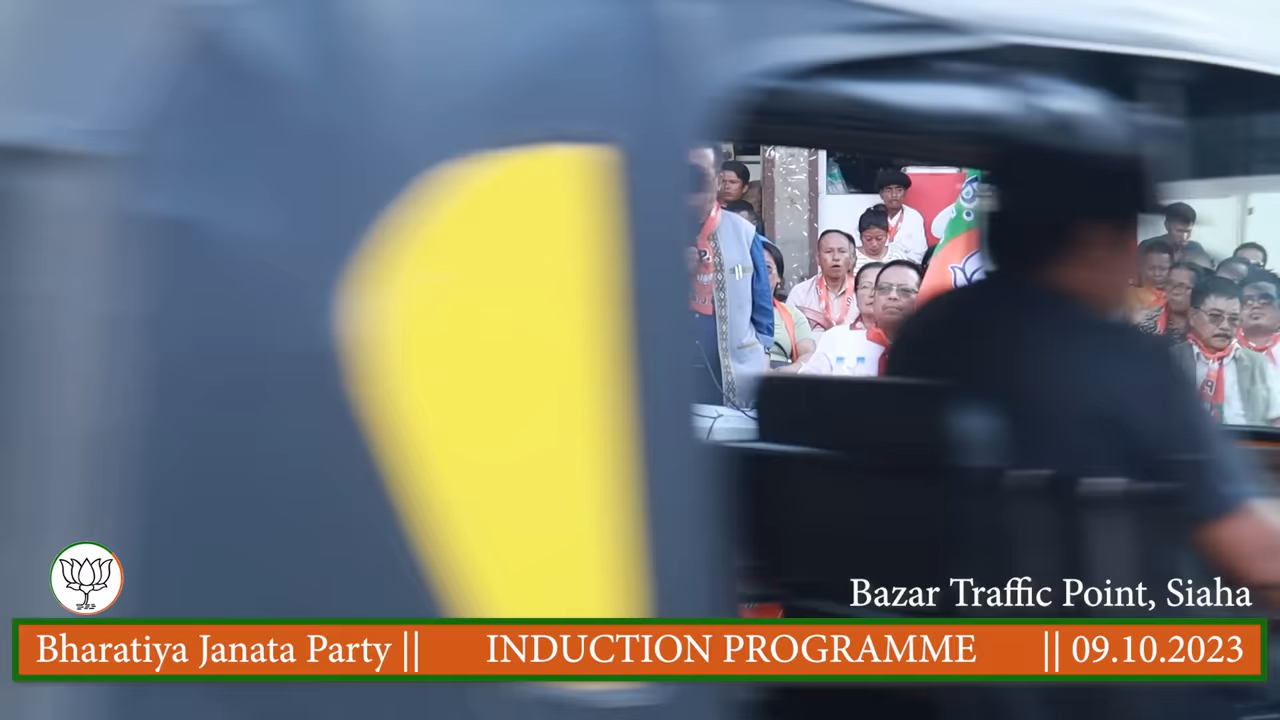 Bazar Traffic Point, Siaha
Bharatiya Janata Party || INDUCTION PROGRAMME || 09.10.2023